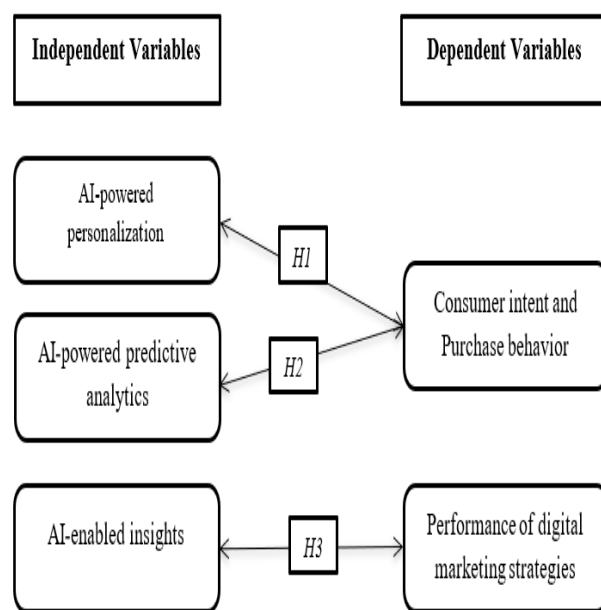 Independent Variables
Dependent Variables
AI-powered
personalization
H1
Consumer intent and
Purchase behavior
AI-powered predictive
analytics
H2
AI-enabled insights
H3
Performance of digital
marketing strategies